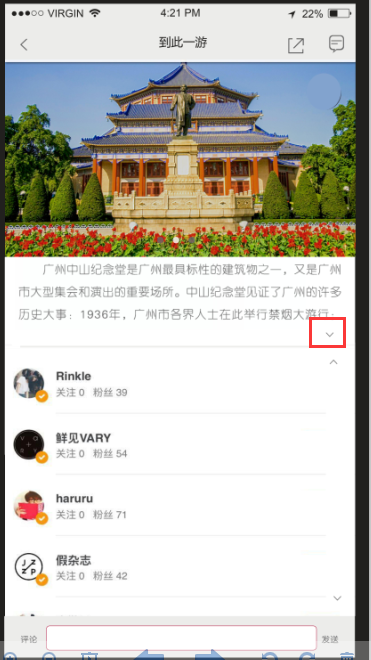 VIRGIN
4:21 PM
22%
到此一游
广州中山纪念堂是广州最具标性的建筑物之一，又是广州
市大型集会和演出的重要场所。中山纪念堂见证了广州的许多
历史大事：1936年，广州市各界人士在此举行禁烟大游行；
Rinkle
关注 0 粉丝 39
鲜见VARY
关注 0 粉丝 54
haruru
关注 0 粉丝 71
假杂志
关注 0 粉丝 42
评论
发送